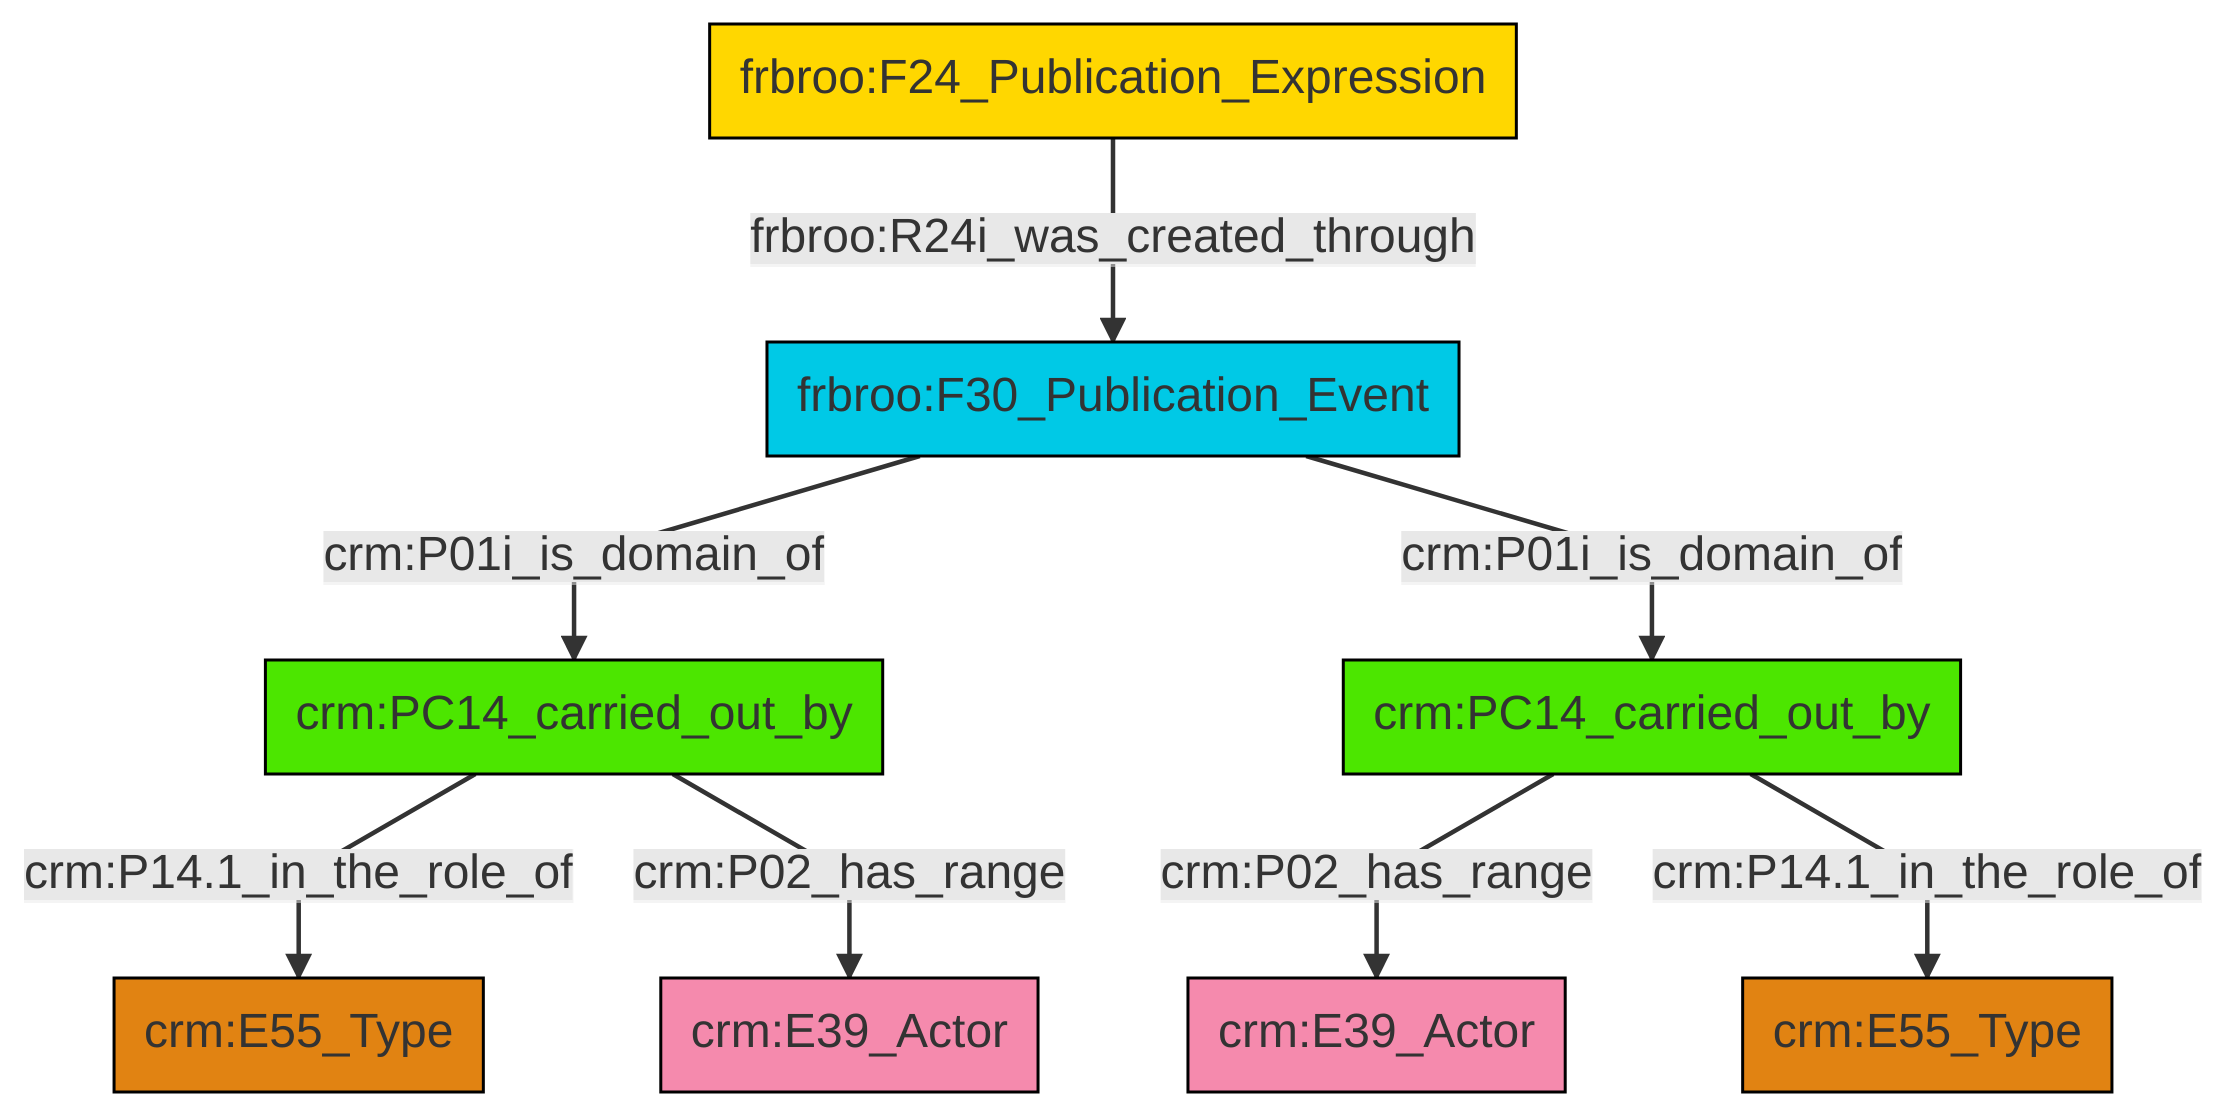 frbroo:F24_Publication_Expression
frbroo:R24i_was_created_through
frbroo:F30_Publication_Event
crm:P01i_is_domain_of
crm:P01i_is_domain_of
crm:PC14_carried_out_by
crm:PC14_carried_out_by
crm:P14.1_in_the_role_of
crm:P02_has_range
crm:P02_has_range
crm:P14.1_in_the_role_of
crm:E55_Type
crm:E39_Actor
crm:E39_Actor
crm:E55_Type